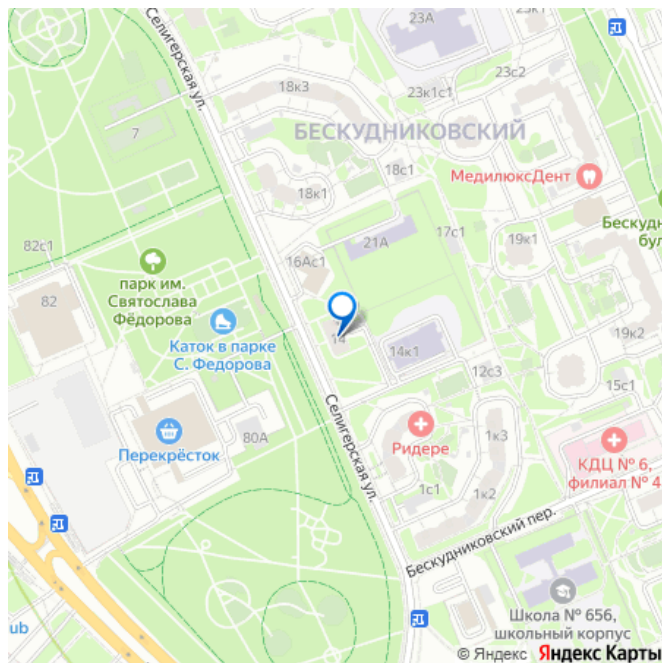 23А
23к1
23с2
Селигерская ул.
18к3
23к1с1
7
БЕСКУДНИКОВСКИЙ
18с1
МедилюксДент
18к1
Бескудн
бул
82с1
21А
17с1
19к1
16Ас1
парк им.
Святослава
Фёдорова
82
Каток в парке
С. Федорова
14
14к1
19к2
12с3
15с1
Селигерская ул.
Перекрёсток
80А
Ридере
1к3
КДЦ № 6,
филиал № 4
1с1
1к2
Бескудниковский пер.
Школа № 656,
школьный корпус
ub
© Яндекс Яндекс Карты